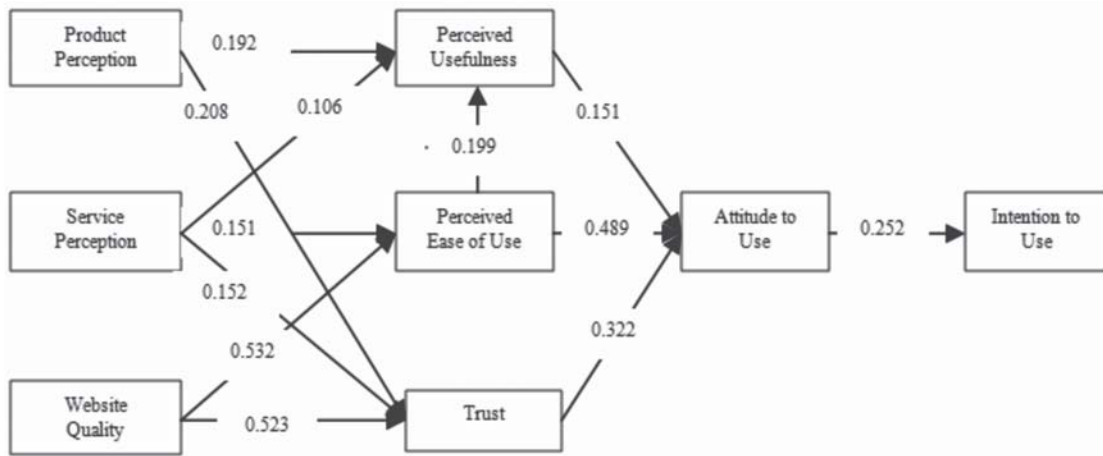 Product
Perception
0.192
Perceived
Usefulness
0.208
0.106
0.151
0.199
Service
Perception
0.151
Perceived
Ease of Use
0.489
Attitude to
Use
0.252
Intention to
Use
0.152
0.322
0.532
Website
Quality
0.523
Trust